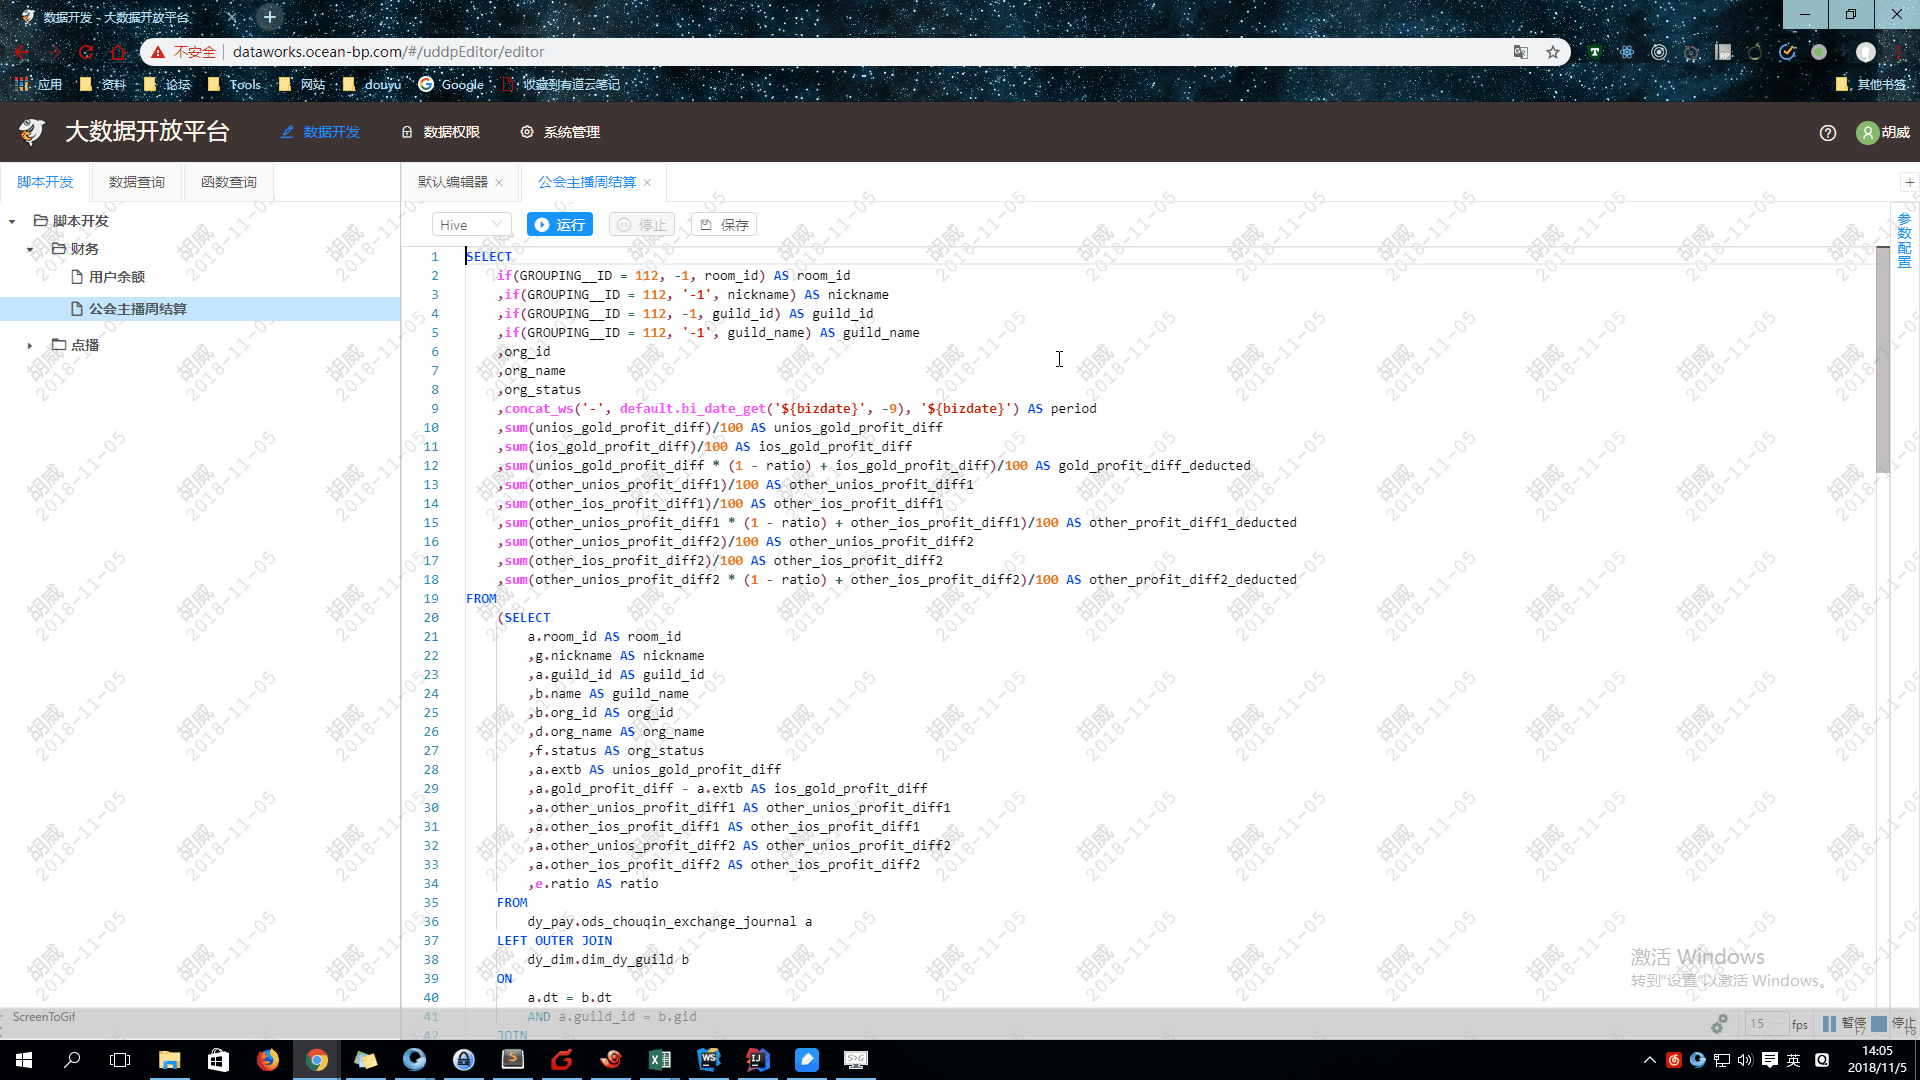 数据开发 - 大数据开放平台
不安全 dataworks.ocean-bp.com/#/uddpEditor/editor
应用 资料 论坛 Tools 网站 douyu Google 收藏到有道云笔记 其他书签
大数据开放平台 数据开发 数据权限 系统管理 胡威
脚本开发 数据查询 函数查询 默认编辑器 公会主播周结算
脚本开发
财务
用户余额
公会主播周结算
点播
Hive 运行 停止 保存
参数配置
1 SELECT
2 if(GROUPING__ID = 112, -1, room_id) AS room_id
3 ,if(GROUPING__ID = 112, '-1', nickname) AS nickname
4 ,if(GROUPING__ID = 112, -1, guild_id) AS guild_id
5 ,if(GROUPING__ID = 112, '-1', guild_name) AS guild_name
6 ,org_id
7 ,org_name
8 ,org_status
9 ,concat_ws('-', default.bi_date_get('${bizdate}', -9), '${bizdate}') AS period
10 ,sum(unios_gold_profit_diff)/100 AS unios_gold_profit_diff
11 ,sum(ios_gold_profit_diff)/100 AS ios_gold_profit_diff
12 ,sum(unios_gold_profit_diff * (1 - ratio) + ios_gold_profit_diff)/100 AS gold_profit_diff_deducted
13 ,sum(other_unios_profit_diff1)/100 AS other_unios_profit_diff1
14 ,sum(other_ios_profit_diff1)/100 AS other_ios_profit_diff1
15 ,sum(other_unios_profit_diff1 * (1 - ratio) + other_ios_profit_diff1)/100 AS other_profit_diff1_deducted
16 ,sum(other_unios_profit_diff2)/100 AS other_unios_profit_diff2
17 ,sum(other_ios_profit_diff2)/100 AS other_ios_profit_diff2
18 ,sum(other_unios_profit_diff2 * (1 - ratio) + other_ios_profit_diff2)/100 AS other_profit_diff2_deducted
19 FROM
20 (SELECT
21 a.room_id AS room_id
22 ,g.nickname AS nickname
23 ,a.guild_id AS guild_id
24 ,b.name AS guild_name
25 ,b.org_id AS org_id
26 ,d.org_name AS org_name
27 ,f.status AS org_status
28 ,a.extb AS unios_gold_profit_diff
29 ,a.gold_profit_diff - a.extb AS ios_gold_profit_diff
30 ,a.other_unios_profit_diff1 AS other_unios_profit_diff1
31 ,a.other_ios_profit_diff1 AS other_ios_profit_diff1
32 ,a.other_unios_profit_diff2 AS other_unios_profit_diff2
33 ,a.other_ios_profit_diff2 AS other_ios_profit_diff2
34 ,e.ratio AS ratio
35 FROM
36 dy_pay.ods_chouqin_exchange_journal a
37 LEFT OUTER JOIN
38 dy_dim.dim_dy_guild b
39 ON
40 a.dt = b.dt
41 AND a.guild_id = b.gid
42 JOIN
胡威
2018-11-05
激活 Windows
转到"设置"以激活 Windows。
ScreenToGif 15 fps 暂停 F7 停止 F8
英
14:05
2018/11/5